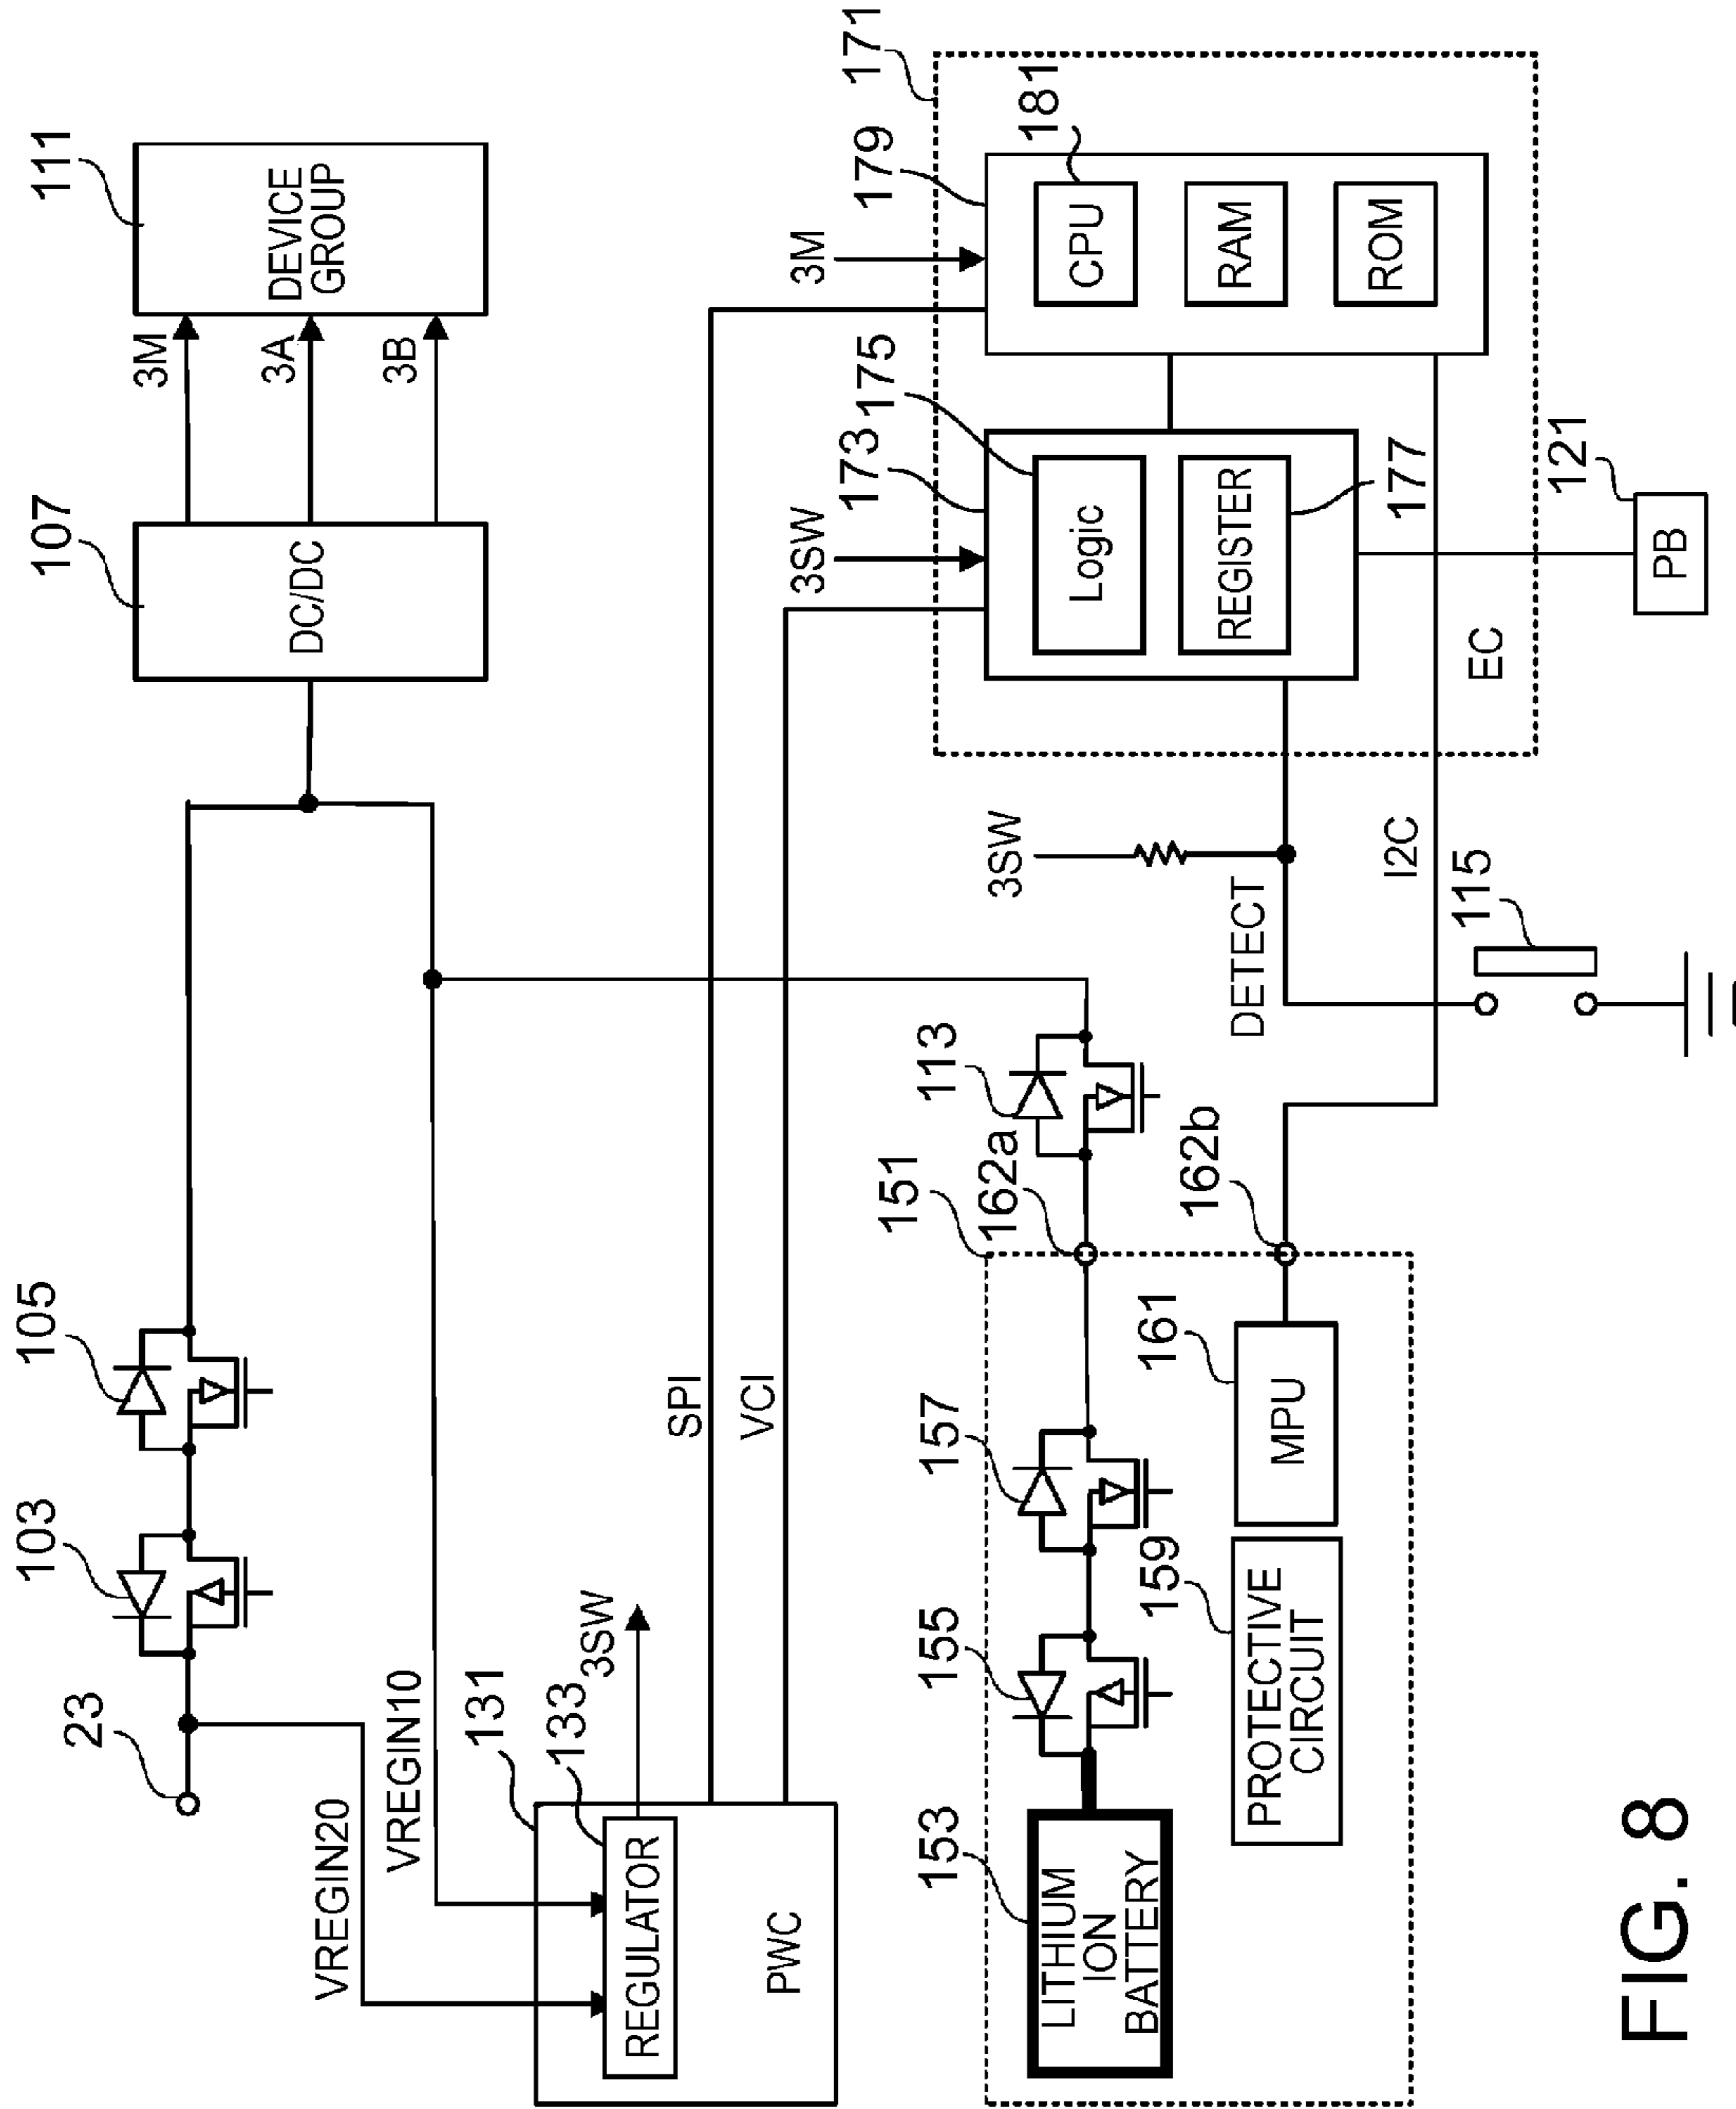 23
103
105
107
DC/DC
3M
3A
3B
111
DEVICE
GROUP
VREGIN20
VREGIN10
131
133
REGULATOR
3SW
PWC
SPI
VCI
153
LITHIUM
ION
BATTERY
155
157
159
PROTECTIVE
CIRCUIT
161
MPU
151
162a
162b
113
DETECT
3SW
I2C
115
3SW
173
175
Logic
REGISTER
177
3M
179
171
181
CPU
RAM
ROM
EC
121
PB
FIG. 8